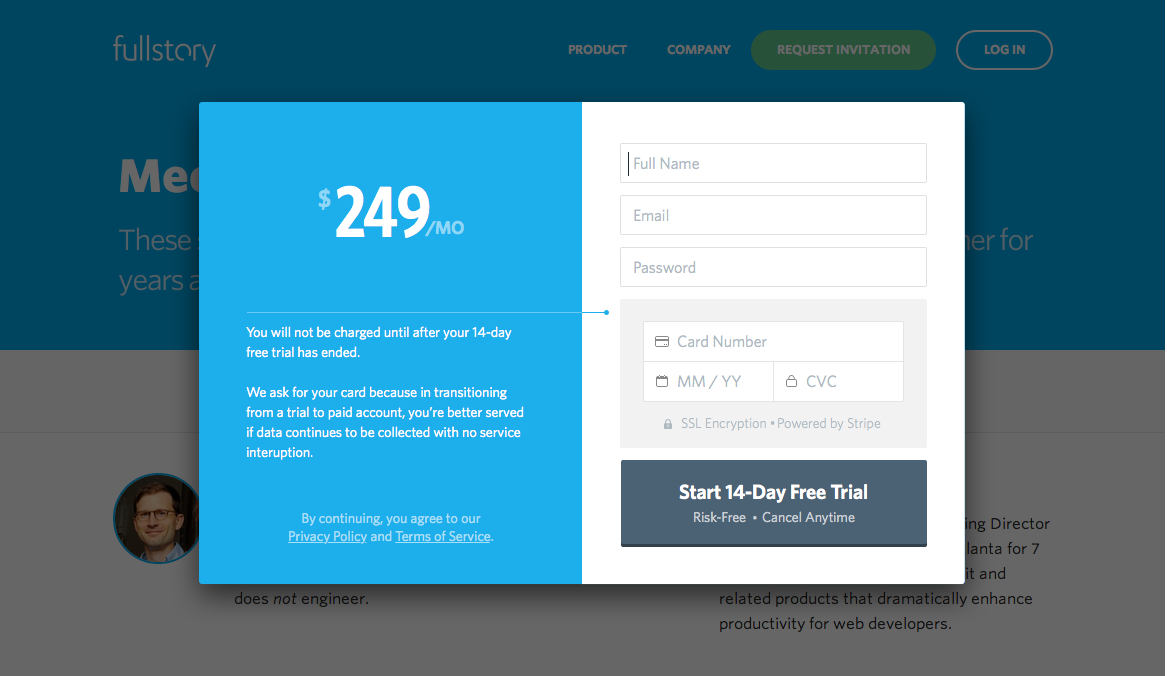 fullstory
PRODUCT
COMPANY
REQUEST INVITATION
LOG IN
These
years
ner for
$249/MO
You will not be charged until after your 14-day
free trial has ended.
We ask for your card because in transitioning
from a trial to paid account, you're better served
if data continues to be collected with no service
interuption.
By continuing, you agree to our
Privacy Policy and Terms of Service.
Full Name
Email
Password
Card Number
MM / YY
CVC
SSL Encryption • Powered by Stripe
Start 14-Day Free Trial
Risk-Free • Cancel Anytime
does not engineer.
ing Director
lanta for 7
it and
related products that dramatically enhance
productivity for web developers.